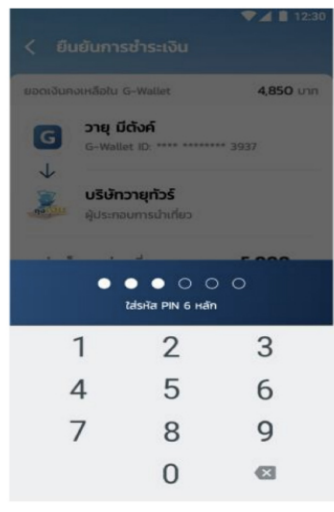 12:30
ยืนยันการชำระเงิน
ยอดเงินคงเหลือใน G-Wallet 4,850 บาท
G วายุ มีตังค์
G-Wallet ID: **** ******** 3937
บริษัทวายุทัวร์
ผู้ประกอบการนำเที่ยว
ใส่รหัส PIN 6 หลัก
1 2 3
4 5 6
7 8 9
0